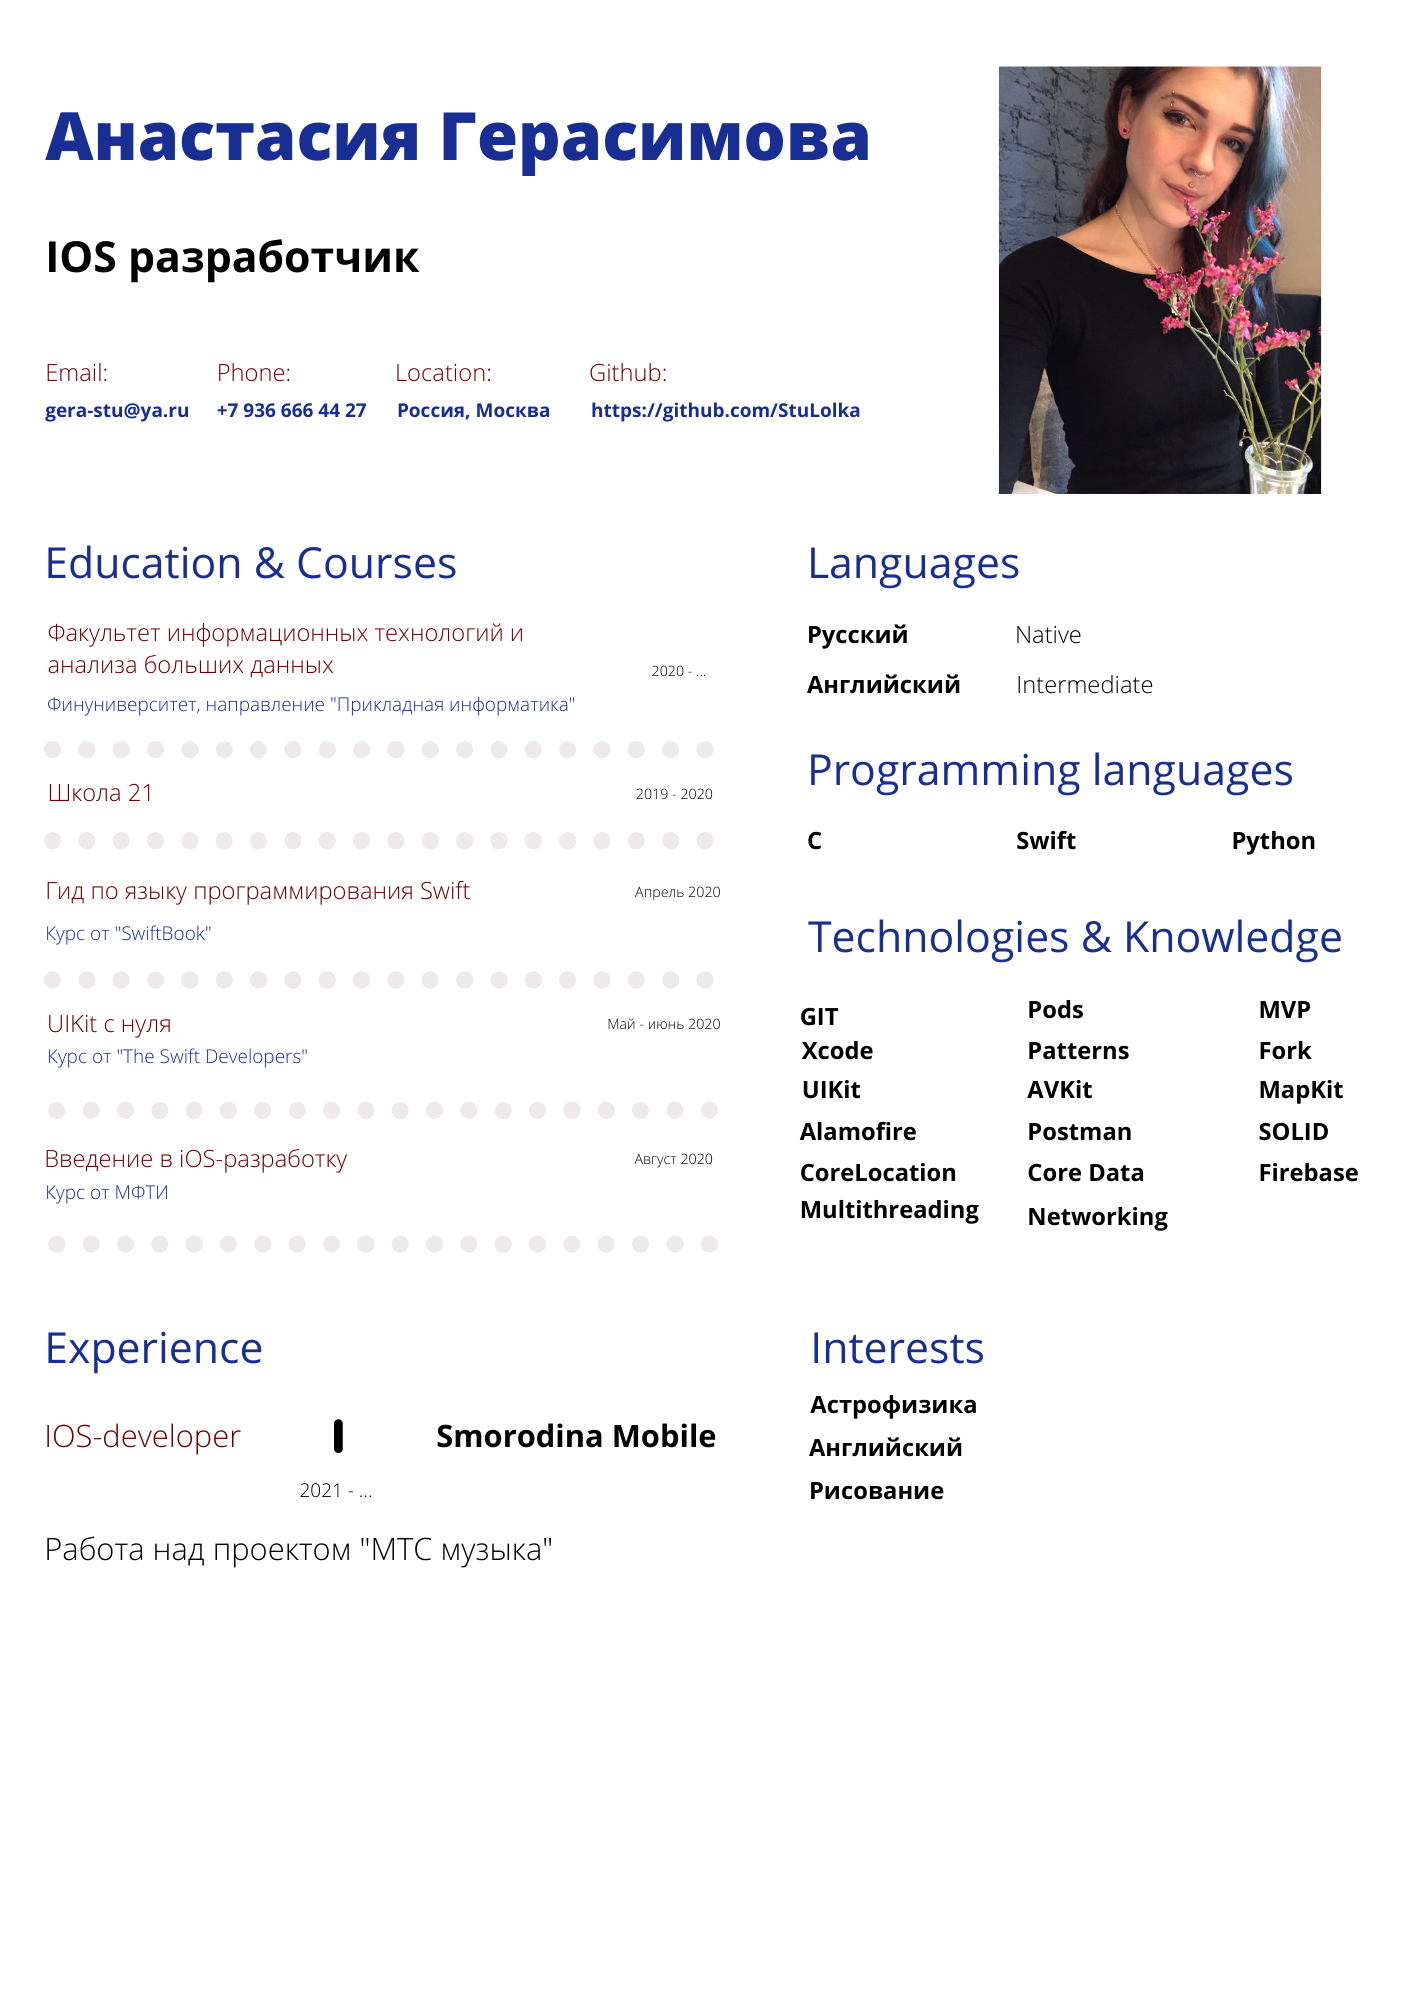 Анастасия Герасимова
IOS разработчик
Email: Phone: Location: Github:
gera-stu@ya.ru +7 936 666 44 27 Россия, Москва https://github.com/StuLolka
Education & Courses
Факультет информационных технологий и
анализа больших данных
2020 - ...
Финуниверситет, направление "Прикладная информатика"
Школа 21 2019 - 2020
Гид по языку программирования Swift Апрель 2020
Курс от "SwiftBook"
UIKit с нуля Май - июнь 2020
Курс от "The Swift Developers"
Введение в iOS-разработку Август 2020
Курс от МФТИ
Experience
IOS-developer Smorodina Mobile
2021 - ...
Работа над проектом "МТС музыка"
Languages
Русский Native
Английский Intermediate
Programming languages
C Swift Python
Technologies & Knowledge
GIT Pods MVP
Xcode Patterns Fork
UIKit AVKit MapKit
Alamofire Postman SOLID
CoreLocation Core Data Firebase
Multithreading Networking
Interests
Астрофизика
Английский
Рисование